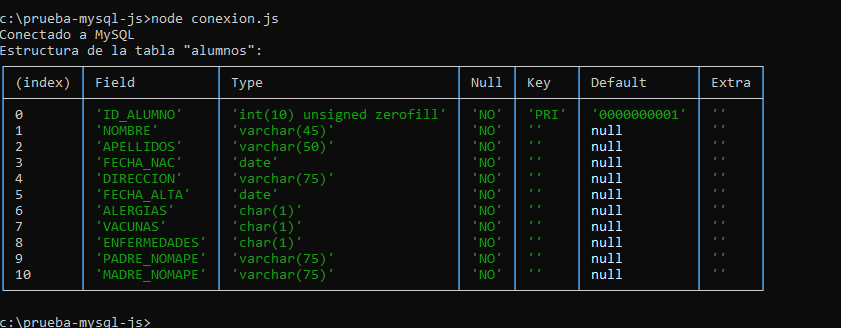 c:\prueba-mysql-js>node conexion.js
Conectado a MySQL
Estructura de la tabla "alumnos":
(index) Field Type Null Key Default Extra
0 'ID_ALUMNO' 'int(10) unsigned zerofill' 'NO' 'PRI' '0000000001' ''
1 'NOMBRE' 'varchar(45)' 'NO' '' null ''
2 'APELLIDOS' 'varchar(50)' 'NO' '' null ''
3 'FECHA_NAC' 'date' 'NO' '' null ''
4 'DIRECCION' 'varchar(75)' 'NO' '' null ''
5 'FECHA_ALTA' 'date' 'NO' '' null ''
6 'ALERGIAS' 'char(1)' 'NO' '' null ''
7 'VACUNAS' 'char(1)' 'NO' '' null ''
8 'ENFERMEDADES' 'char(1)' 'NO' '' null ''
9 'PADRE_NOMAPE' 'varchar(75)' 'NO' '' null ''
10 'MADRE_NOMAPE' 'varchar(75)' 'NO' '' null ''
c:\prueba-mysql-js>